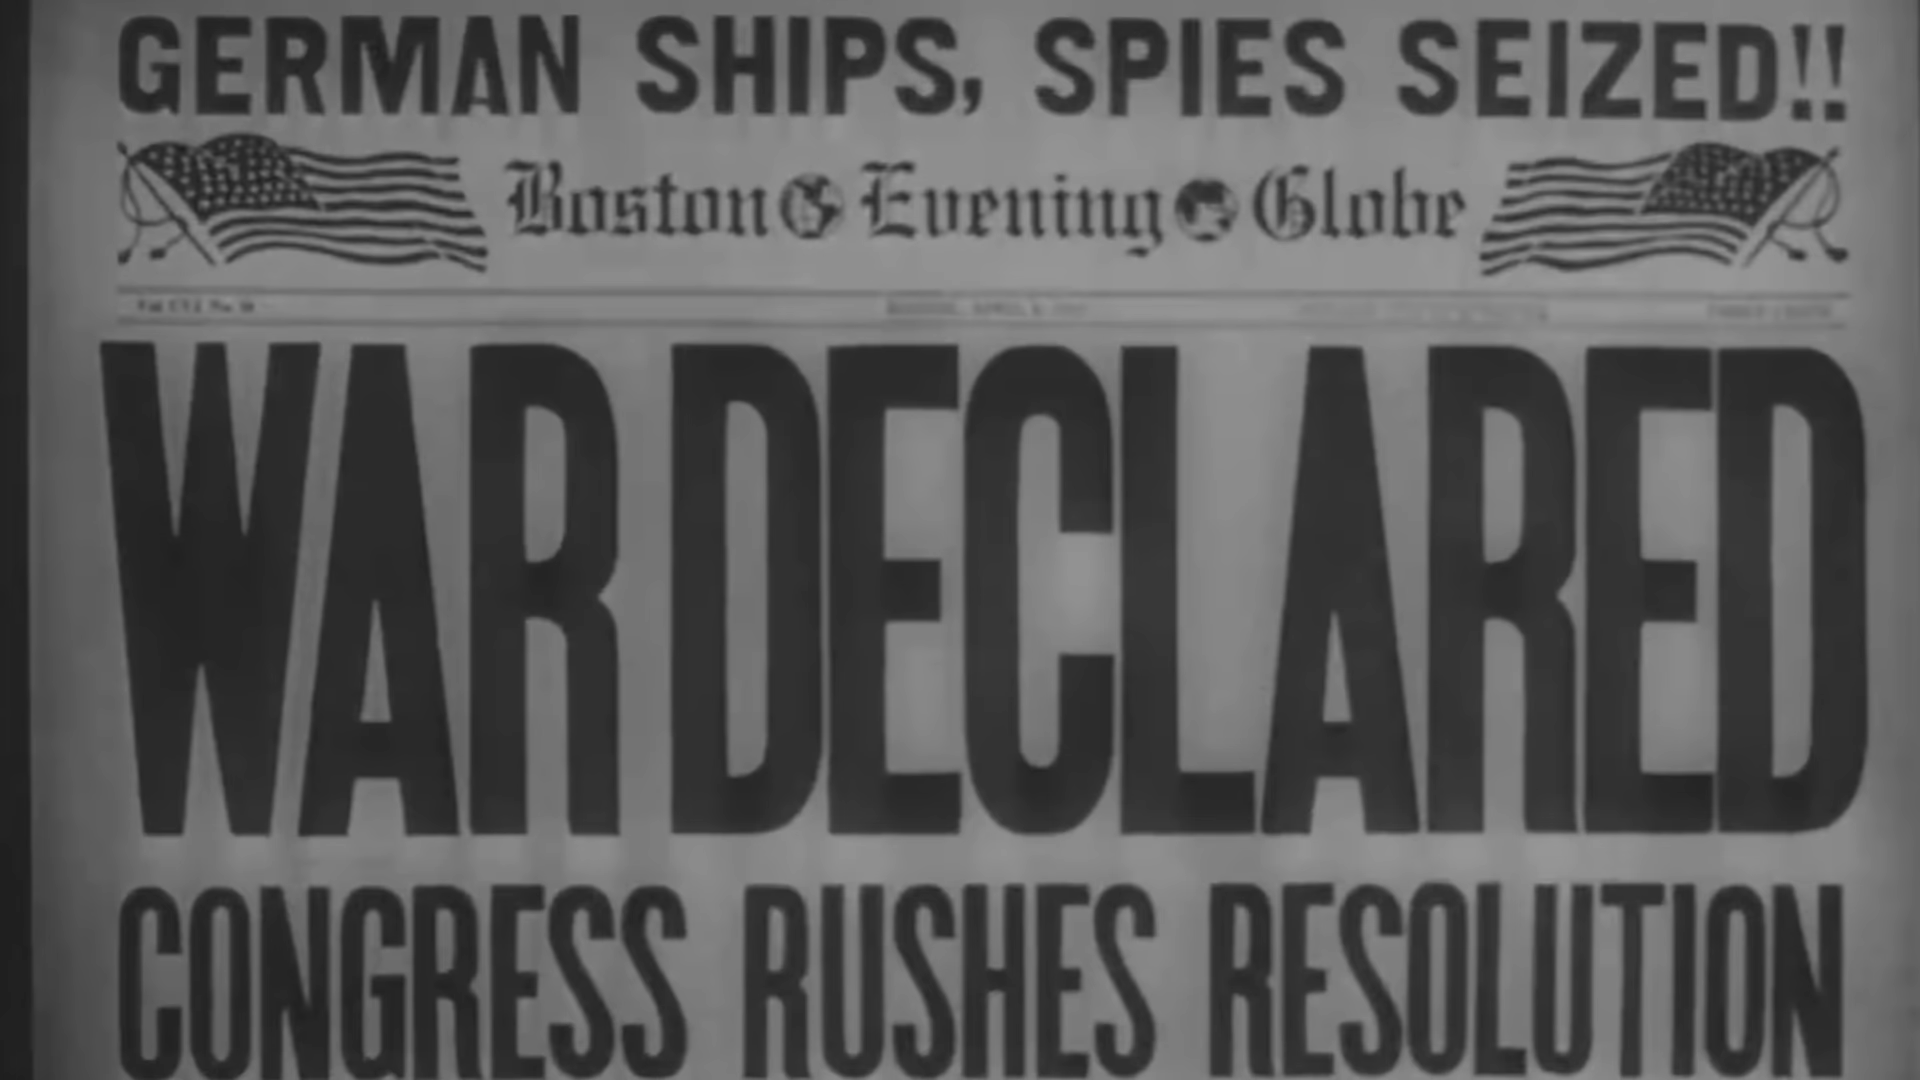 GERMAN SHIPS, SPIES SEIZED!!
Boston Evening Globe
WAR DECLARED
CONGRESS RUSHES RESOLUTION